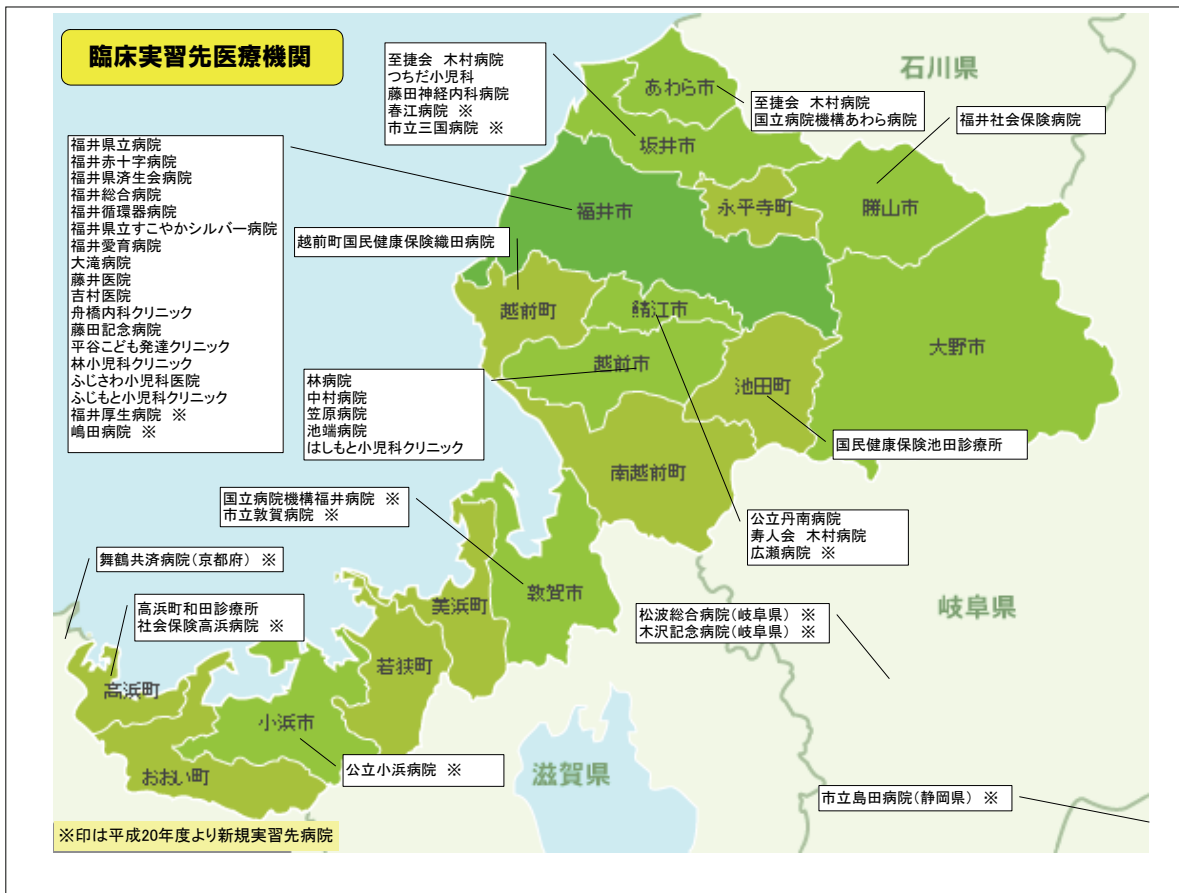 臨床実習先医療機関
至捷会 木村病院
つちだ小児科
藤田神経内科病院
春江病院 ※
市立三国病院 ※
石川県
あわら市
至捷会 木村病院
国立病院機構あわら病院
福井社会保険病院
坂井市
福井県立病院
福井赤十字病院
福井県済生会病院
福井総合病院
福井循環器病院
福井県立すこやかシルバー病院
福井愛育病院
大滝病院
藤井医院
吉村医院
舟橋内科クリニック
藤田記念病院
平谷こども発達クリニック
林小児科クリニック
ふじさわ小児科医院
ふじもと小児科クリニック
福井厚生病院 ※
嶋田病院 ※
福井市
永平寺町
勝山市
越前町国民健康保険織田病院
越前町
鯖江市
大野市
越前市
池田町
林病院
中村病院
笠原病院
池端病院
はしもと小児科クリニック
国民健康保険池田診療所
南越前町
国立病院機構福井病院 ※
市立敦賀病院 ※
公立丹南病院
寿人会 木村病院
広瀬病院 ※
舞鶴共済病院(京都府) ※
敦賀市
美浜町
高浜町和田診療所
社会保険高浜病院 ※
松波総合病院(岐阜県) ※
木沢記念病院(岐阜県) ※
岐阜県
若狭町
高浜町
小浜市
公立小浜病院 ※
おおい町
滋賀県
市立島田病院(静岡県) ※
※印は平成20年度より新規実習先病院